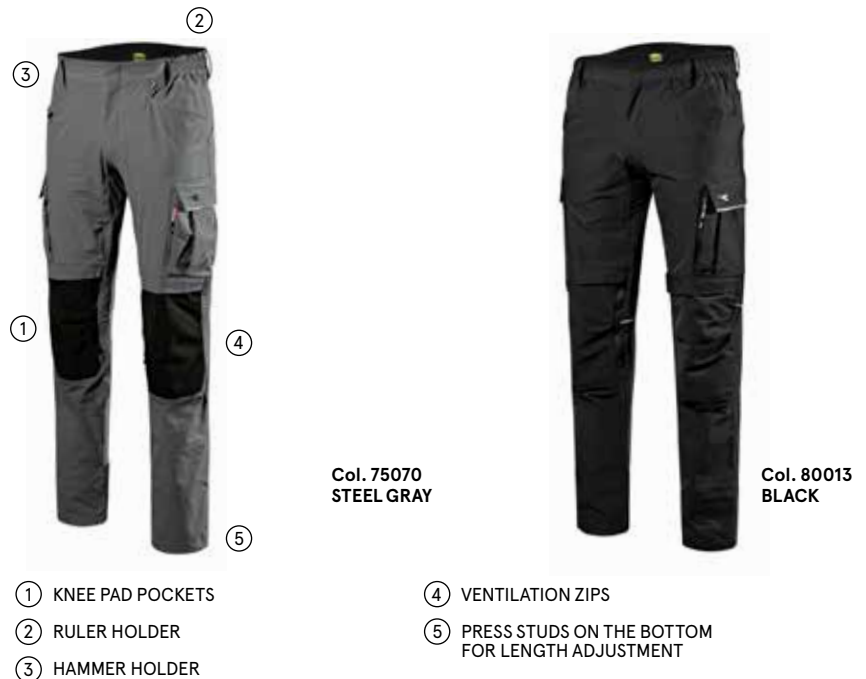 2
3
1
4
Col. 75070
STEEL GRAY
Col. 80013
BLACK
5
1 KNEE PAD POCKETS
2 RULER HOLDER
3 HAMMER HOLDER
4 VENTILATION ZIPS
5 PRESS STUDS ON THE BOTTOM
FOR LENGTH ADJUSTMENT